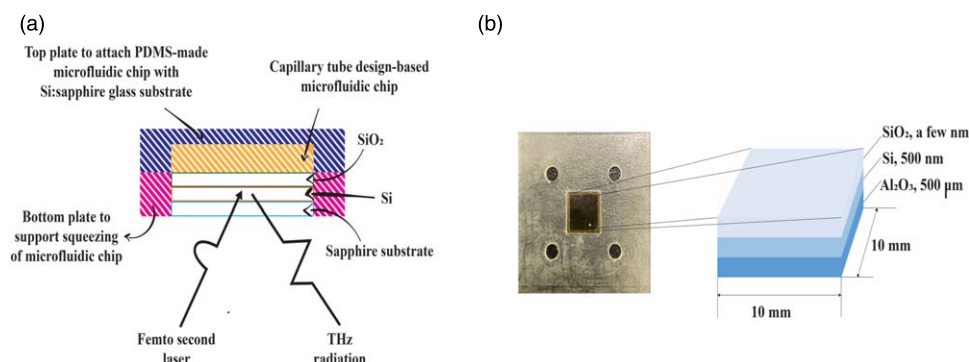 (a)
Top plate to attach PDMS-made
microfluidic chip with
Si:sapphire glass substrate
Capillary tube design-based
microfluidic chip
SiO₂
Si
Sapphire substrate
Bottom plate to
support squeezing
of microfluidic chip
Femto second
laser
THz
radiation
(b)
SiO₂, a few nm
Si, 500 nm
Al₂O₃, 500 μm
10 mm
10 mm